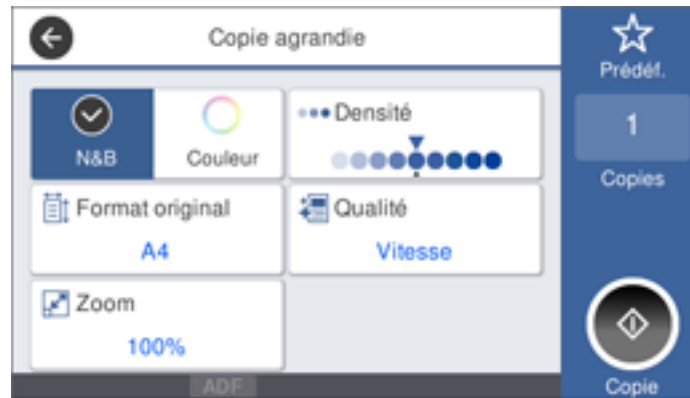 Copie agrandie
Prédéf.
N&B
Couleur
Densité
1
Copies
Format original
A4
Qualité
Vitesse
Zoom
100%
ADF
Copie